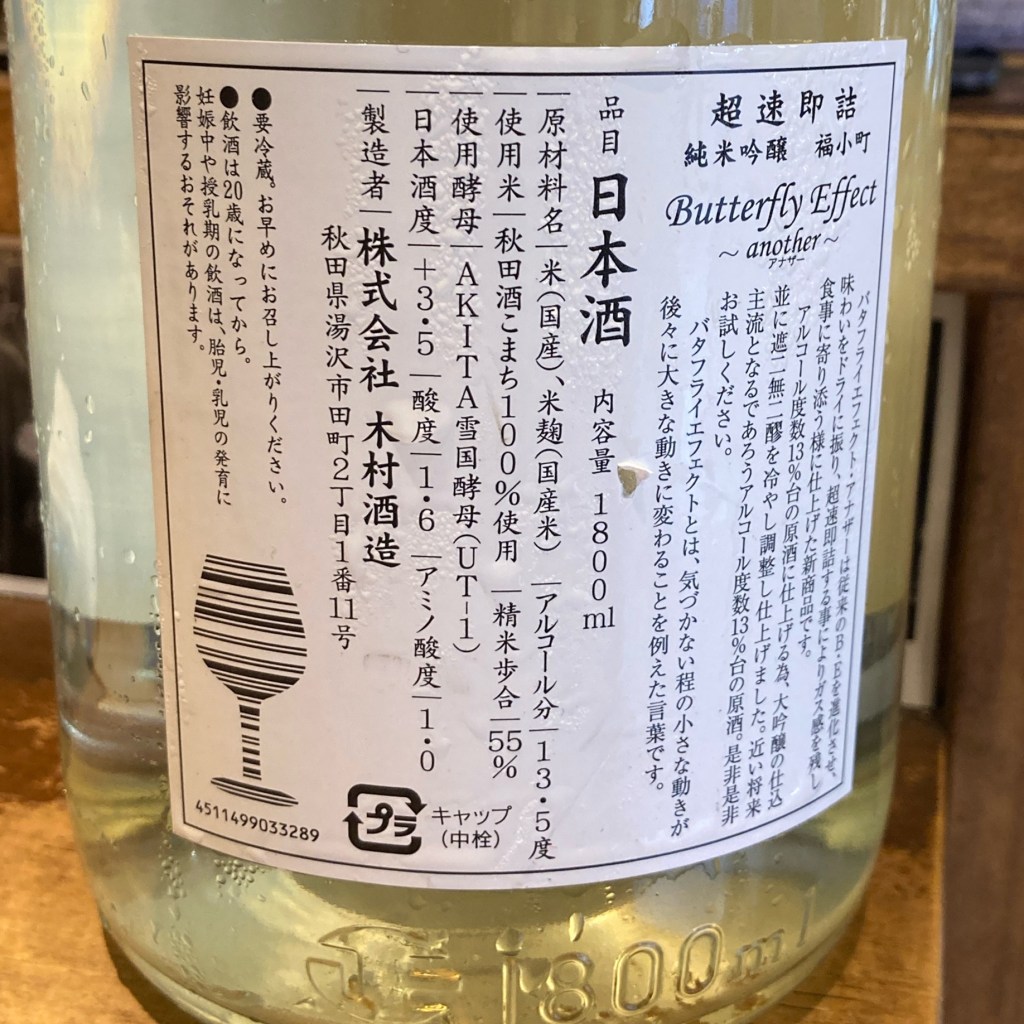 超速即詰
純米吟醸 福小町
Butterfly Effect
～another～
アナザー
バタフライエフェクト・アナザーは従来のB・Eを進化させ、
味わいをドライに振り、超速即詰する事によりガス感を残し
食事に寄り添う様に仕上げた新商品です。
アルコール度数13%台の原酒に仕上げる為、大吟醸の仕込
並に遮二無二醪を冷やし調整し仕上げました。近い将来
主流となるであろうアルコール度数13%台の原酒。是非是非
お試しください。
バタフライエフェクトとは、気づかない程の小さな動きが
後々に大きな動きに変わることを例えた言葉です。
品目 日本酒 内容量 1800ml
原材料名 米(国産)、米麹(国産米) アルコール分 13・5度
使用米 秋田酒こまち100%使用 精米歩合 55%
使用酵母 AKITA雪国酵母(UT-1)
日本酒度 +3・5 酸度 1・6 アミノ酸度 1・0
製造者 株式会社 木村酒造
秋田県湯沢市田町2丁目1番11号
●要冷蔵。お早めにお召し上がりください。
●飲酒は20歳になってから。
妊娠中や授乳期の飲酒は、胎児・乳児の発育に
影響するおそれがあります。
4511499033289
プラ
キャップ
(中栓)
1800ml